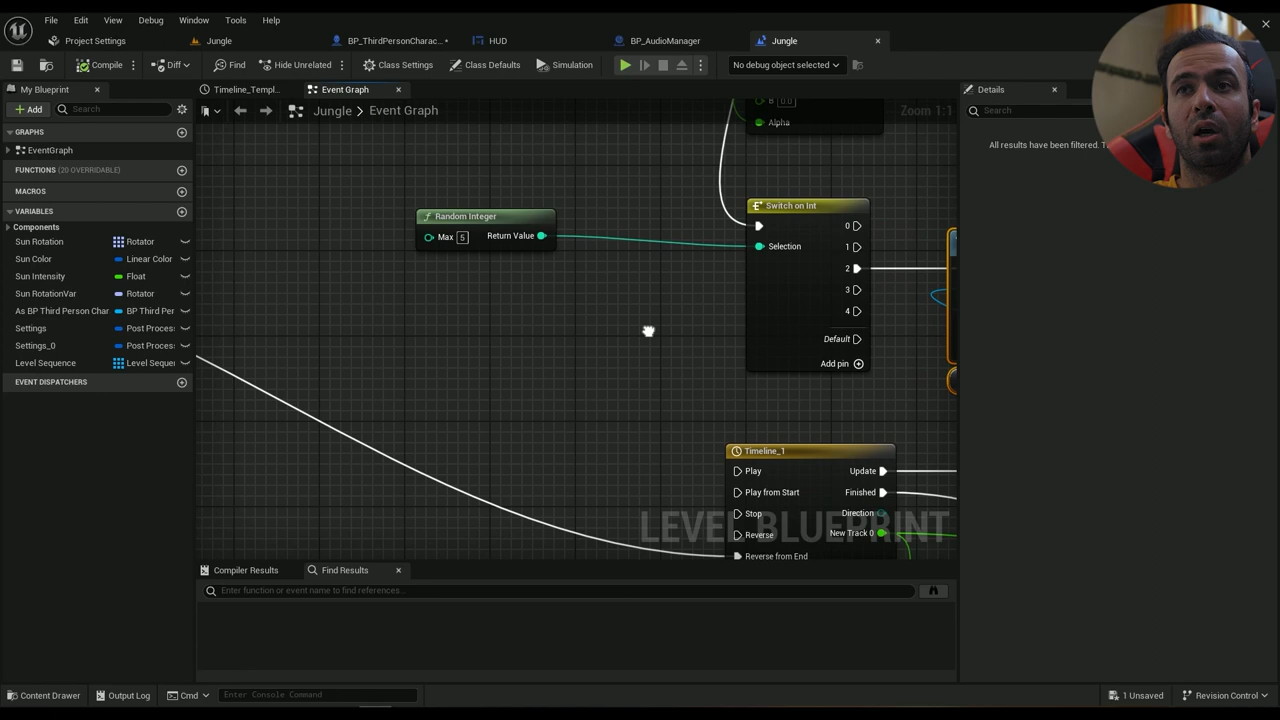 File Edit View Debug Window Tools Help
Project Settings Jungle BP_ThirdPersonCharac...• HUD BP_AudioManager Jungle
Compile Diff Find Hide Unrelated Class Settings Class Defaults Simulation No debug object selected
My Blueprint Timeline_Templ... Event Graph Details
Add Search Jungle > Event Graph Zoom 1:1 Search
B 0.0
Alpha
GRAPHS
EventGraph
FUNCTIONS (20 OVERRIDABLE)
MACROS
VARIABLES
Components
Sun Rotation Rotator
Sun Color Linear Color
Sun Intensity Float
Sun RotationVar Rotator
As BP Third Person Char BP Third Per
Settings Post Proces
Settings_0 Post Proces
Level Sequence Level Seque
EVENT DISPATCHERS
Random Integer
Max 5 Return Value
Switch on Int
0
Selection 1
2
3
4
Default
Add pin
Timeline_1
Play Update
Play from Start Finished
Stop Direction
Reverse New Track 0
Reverse from End
LEVEL BLUEPRINT
All results have been filtered.
Compiler Results Find Results
Enter function or event name to find references...
Content Drawer Output Log Cmd Enter Console Command 1 Unsaved Revision Control